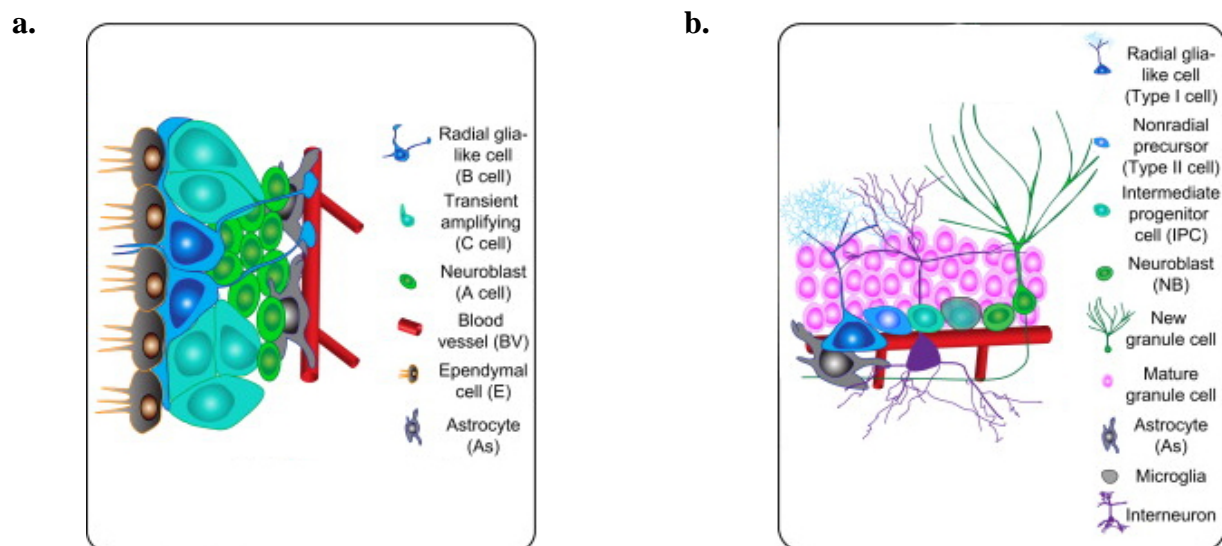 a.
Radial glia-
like cell
(B cell)
Transient
amplifying
(C cell)
Neuroblast
(A cell)
Blood
vessel (BV)
Ependymal
cell (E)
Astrocyte
(As)
b.
Radial glia-
like cell
(Type I cell)
Nonradial
precursor
(Type II cell)
Intermediate
progenitor
cell (IPC)
Neuroblast
(NB)
New
granule cell
Mature
granule cell
Astrocyte
(As)
Microglia
Interneuron